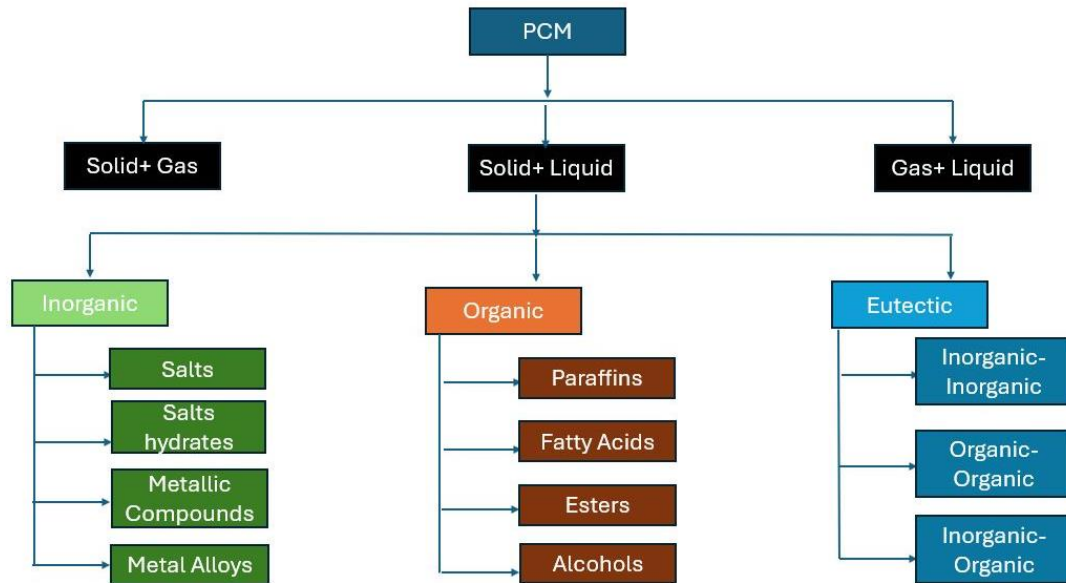 PCM
Solid+ Gas
Solid+ Liquid
Gas+ Liquid
Inorganic
Salts
Salts
hydrates
Metallic
Compounds
Metal Alloys
Organic
Paraffins
Fatty Acids
Esters
Alcohols
Eutectic
Inorganic-
Inorganic
Organic-
Organic
Inorganic-
Organic